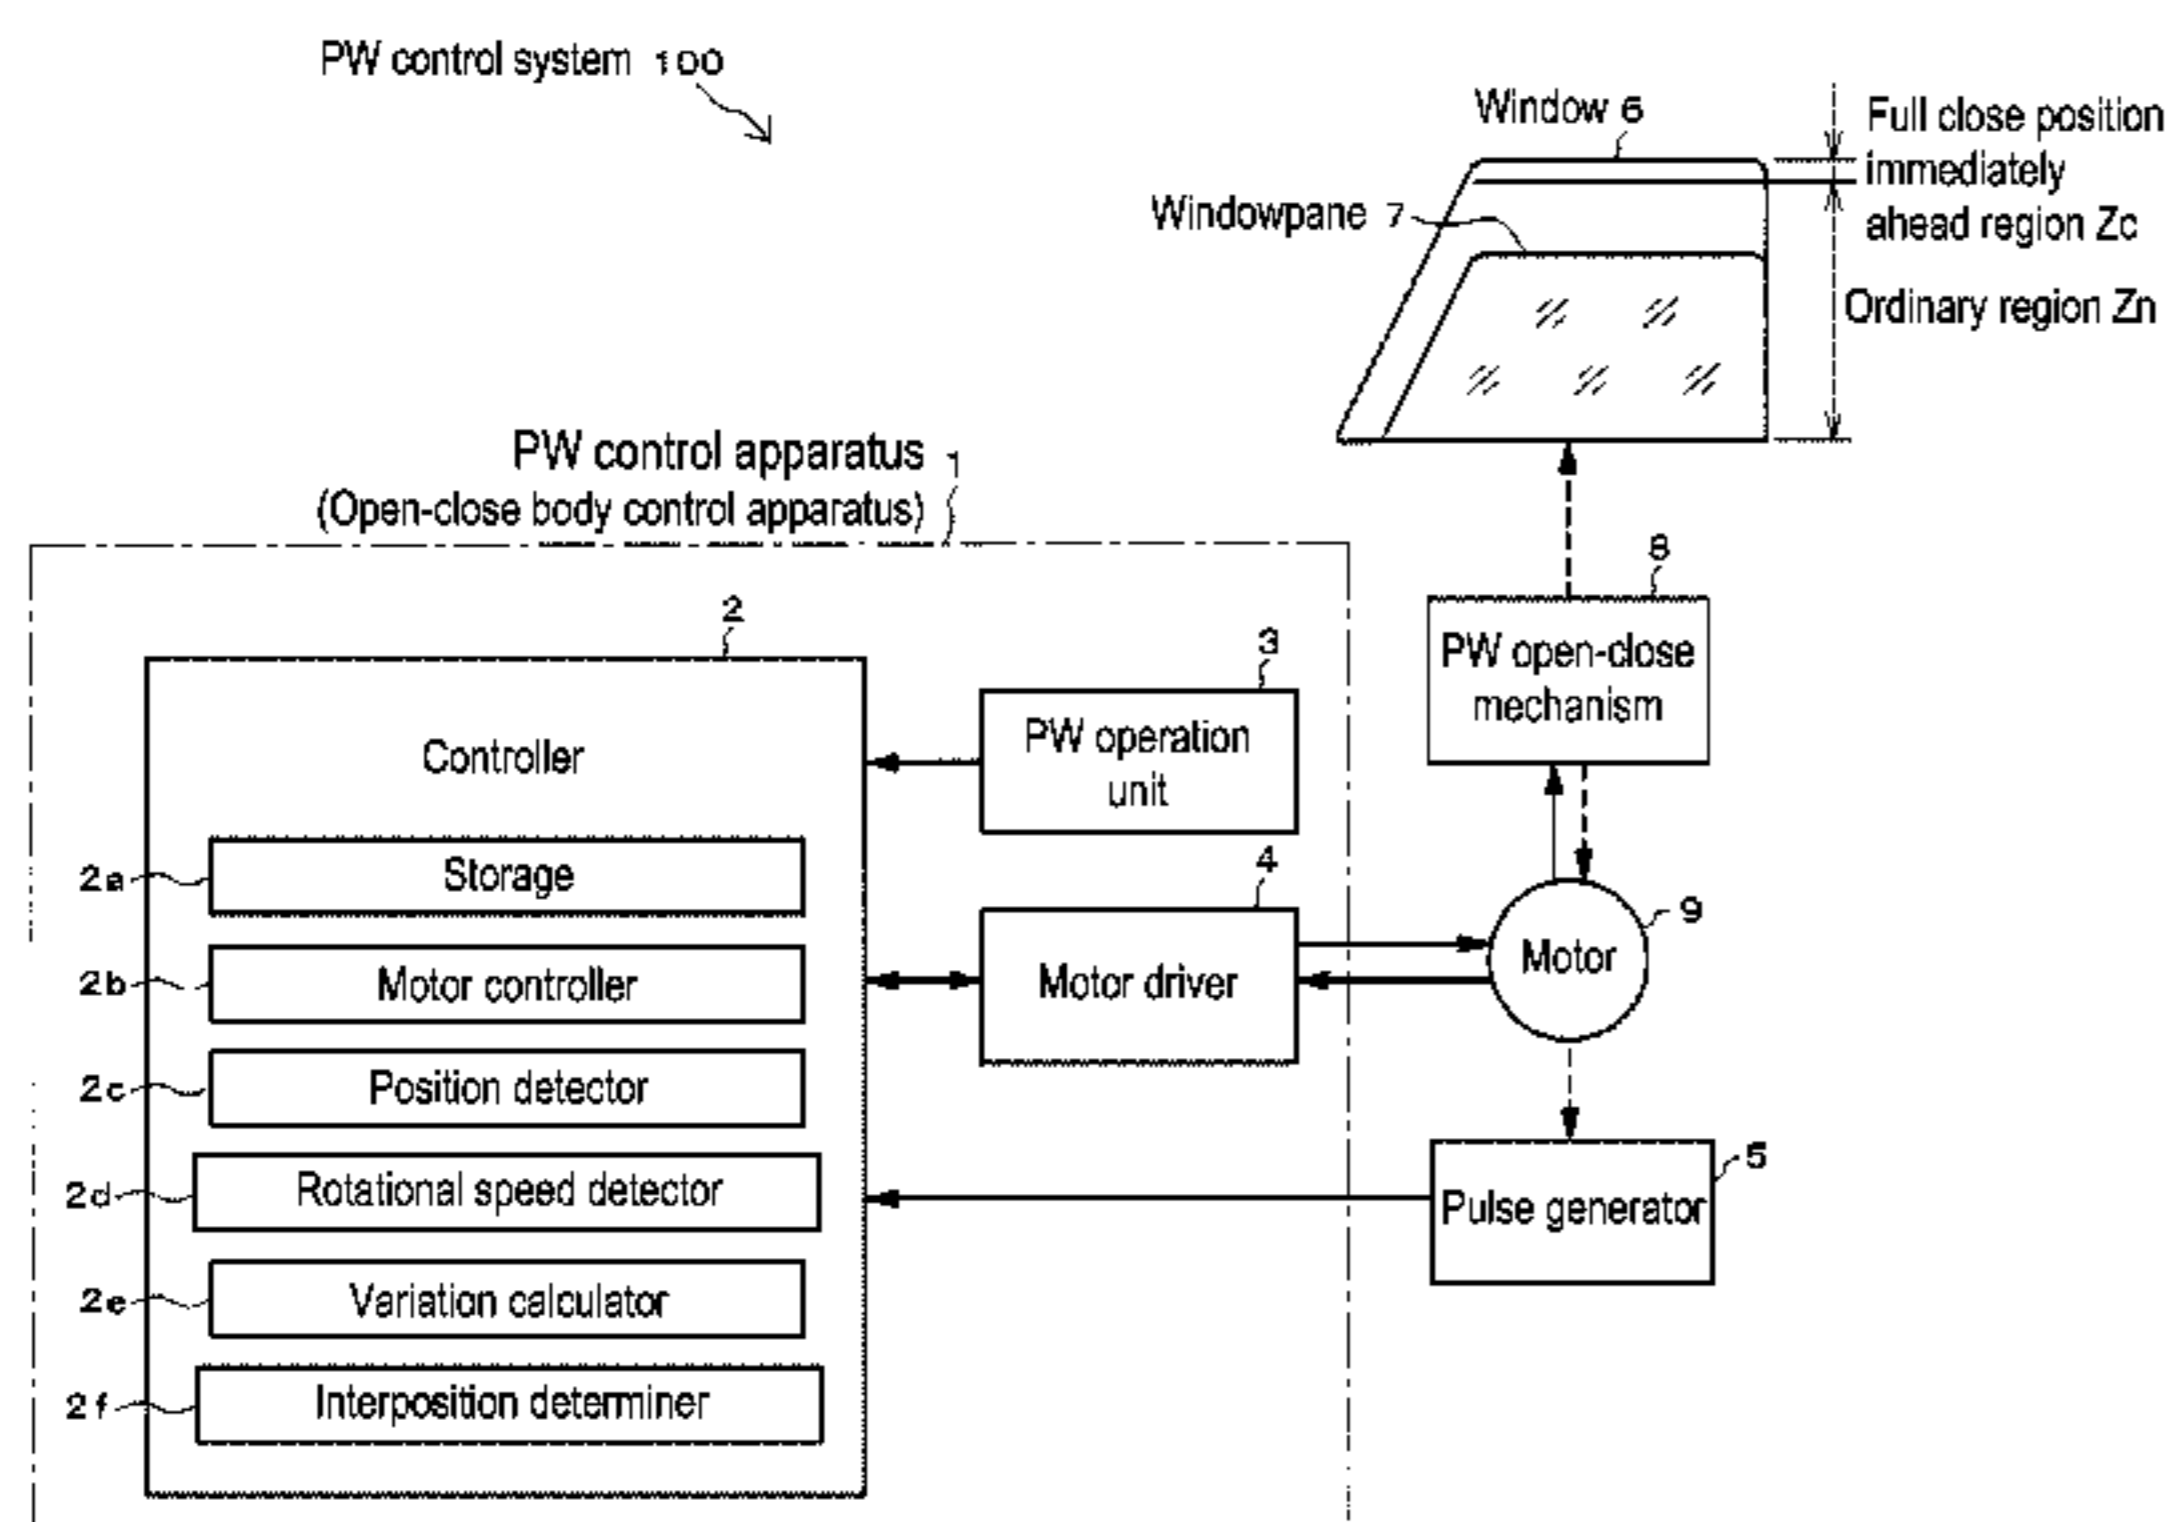 PW control system 100
Window 6
Full close position
immediately
ahead region Zc
Windowpane 7
Ordinary region Zn
PW control apparatus 1
(Open-close body control apparatus)
8
PW open-close
mechanism
2
Controller
3
PW operation
unit
2a Storage
4
Motor driver
9
Motor
2b Motor controller
2c Position detector
2d Rotational speed detector
5
Pulse generator
2e Variation calculator
2f Interposition determiner